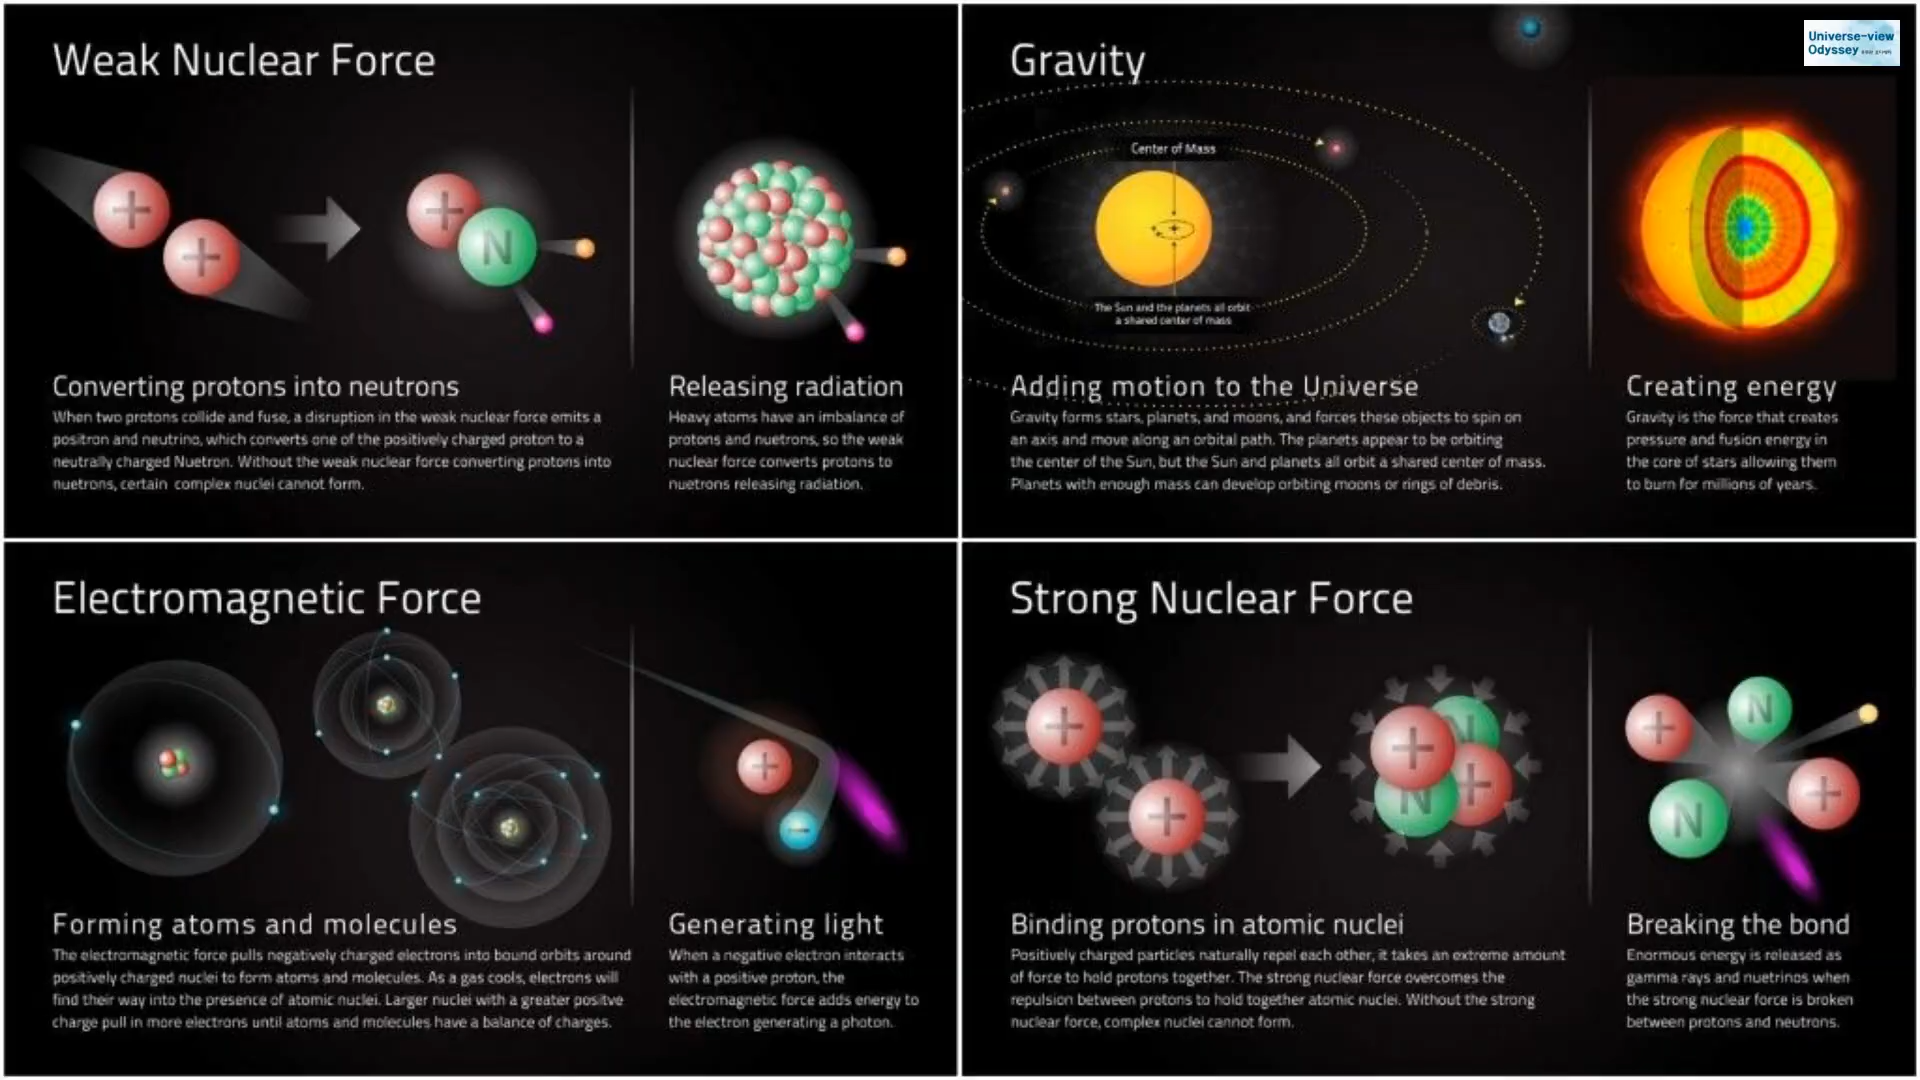 Weak Nuclear Force
+
+
+
N
Converting protons into neutrons
When two protons collide and fuse, a disruption in the weak nuclear force emits a
positron and neutrino, which converts one of the positively charged proton to a
neutrally charged Nuetron. Without the weak nuclear force converting protons into
nuetrons, certain complex nuclei cannot form.
Releasing radiation
Heavy atoms have an imbalance of
protons and nuetrons, so the weak
nuclear force converts protons to
nuetrons releasing radiation.
Gravity
Universe-view
Odyssey
Center of Mass
The Sun and the planets all orbit
a shared center of mass
Adding motion to the Universe
Gravity forms stars, planets, and moons, and forces these objects to spin on
an axis and move along an orbital path. The planets appear to be orbiting
the center of the Sun, but the Sun and planets all orbit a shared center of mass.
Planets with enough mass can develop orbiting moons or rings of debris.
Creating energy
Gravity is the force that creates
pressure and fusion energy in
the core of stars allowing them
to burn for millions of years.
Electromagnetic Force
+
−
Forming atoms and molecules
The electromagnetic force pulls negatively charged electrons into bound orbits around
positively charged nuclei to form atoms and molecules. As a gas cools, electrons will
find their way into the presence of atomic nuclei. Larger nuclei with a greater positve
charge pull in more electrons until atoms and molecules have a balance of charges.
Generating light
When a negative electron interacts
with a positive proton, the
electromagnetic force adds energy to
the electron generating a photon.
Strong Nuclear Force
+
+
+
N
+
N
+
N
N
+
Binding protons in atomic nuclei
Positively charged particles naturally repel each other, it takes an extreme amount
of force to hold protons together. The strong nuclear force overcomes the
repulsion between protons to hold together atomic nuclei. Without the strong
nuclear force, complex nuclei cannot form.
Breaking the bond
Enormous energy is released as
gamma rays and nuetrinos when
the strong nuclear force is broken
between protons and neutrons.